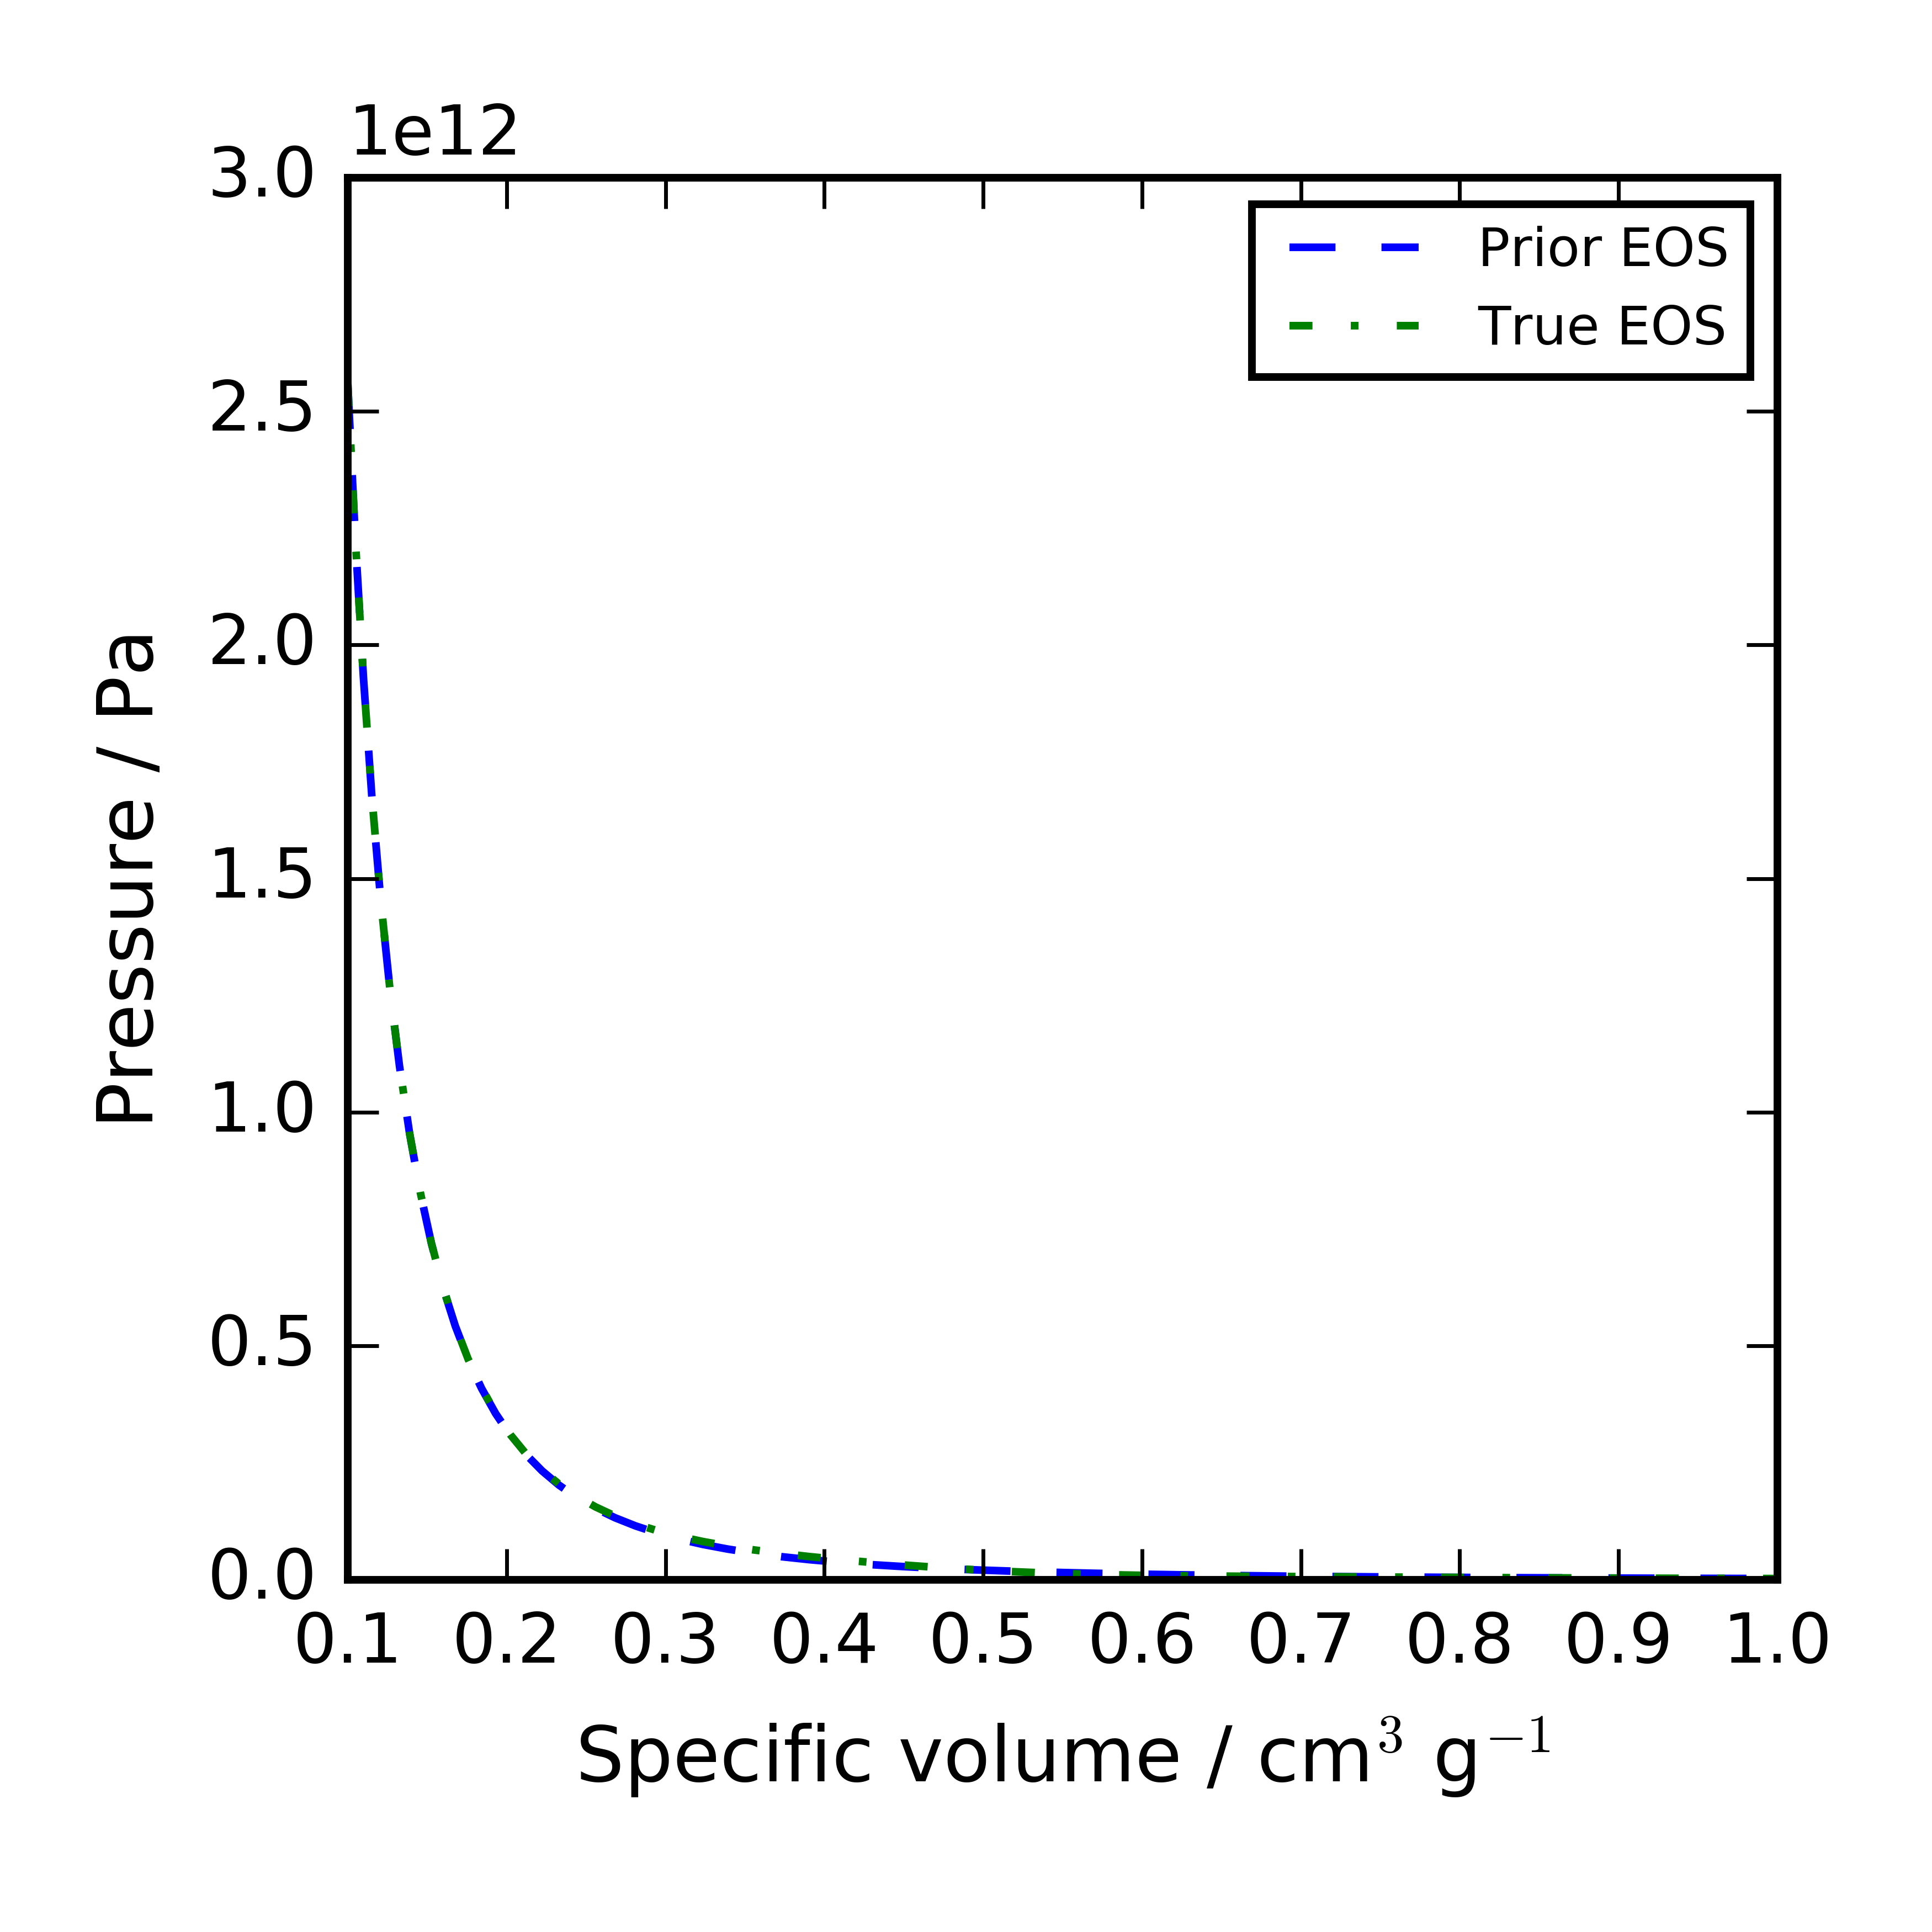 1e12
3.0
2.5
2.0
1.5
1.0
0.5
0.0
Pressure / Pa
Prior EOS
True EOS
0.1 0.2 0.3 0.4 0.5 0.6 0.7 0.8 0.9 1.0
Specific volume / cm³ g⁻¹